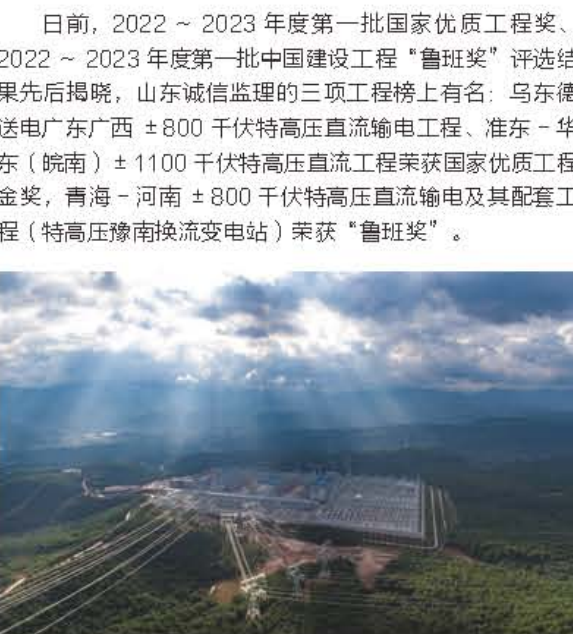 日前，2022 ~ 2023 年度第一批国家优质工程奖、
2022 ~ 2023 年度第一批中国建设工程“鲁班奖”评选结
果先后揭晓，山东诚信监理的三项工程榜上有名：乌东德
送电广东广西 ±800 千伏特高压直流输电工程、准东－华
东（皖南）±1100 千伏特高压直流工程荣获国家优质工程
金奖，青海－河南 ±800 千伏特高压直流输电及其配套工
程（特高压豫南换流变电站）荣获“鲁班奖”。